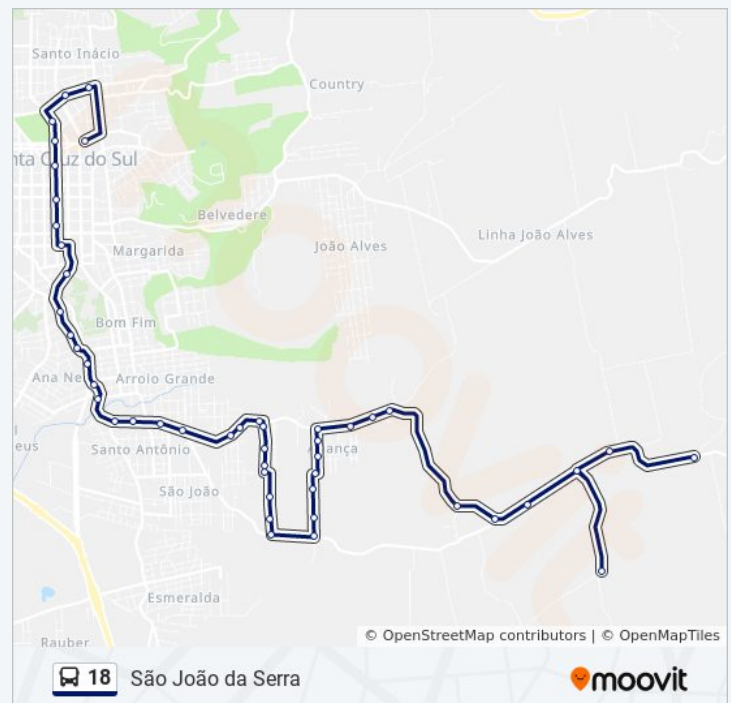 Santo Inácio
Country
nta Cruz do Sul
Belvedere
Linha João Alves
Margarida
João Alves
Bom Fim
Ana Ne
Arroio Grande
eus
Santo Antônio
ança
São João
Esmeralda
Rauber
© OpenStreetMap contributors | © OpenMapTiles
18 São João da Serra
moovit